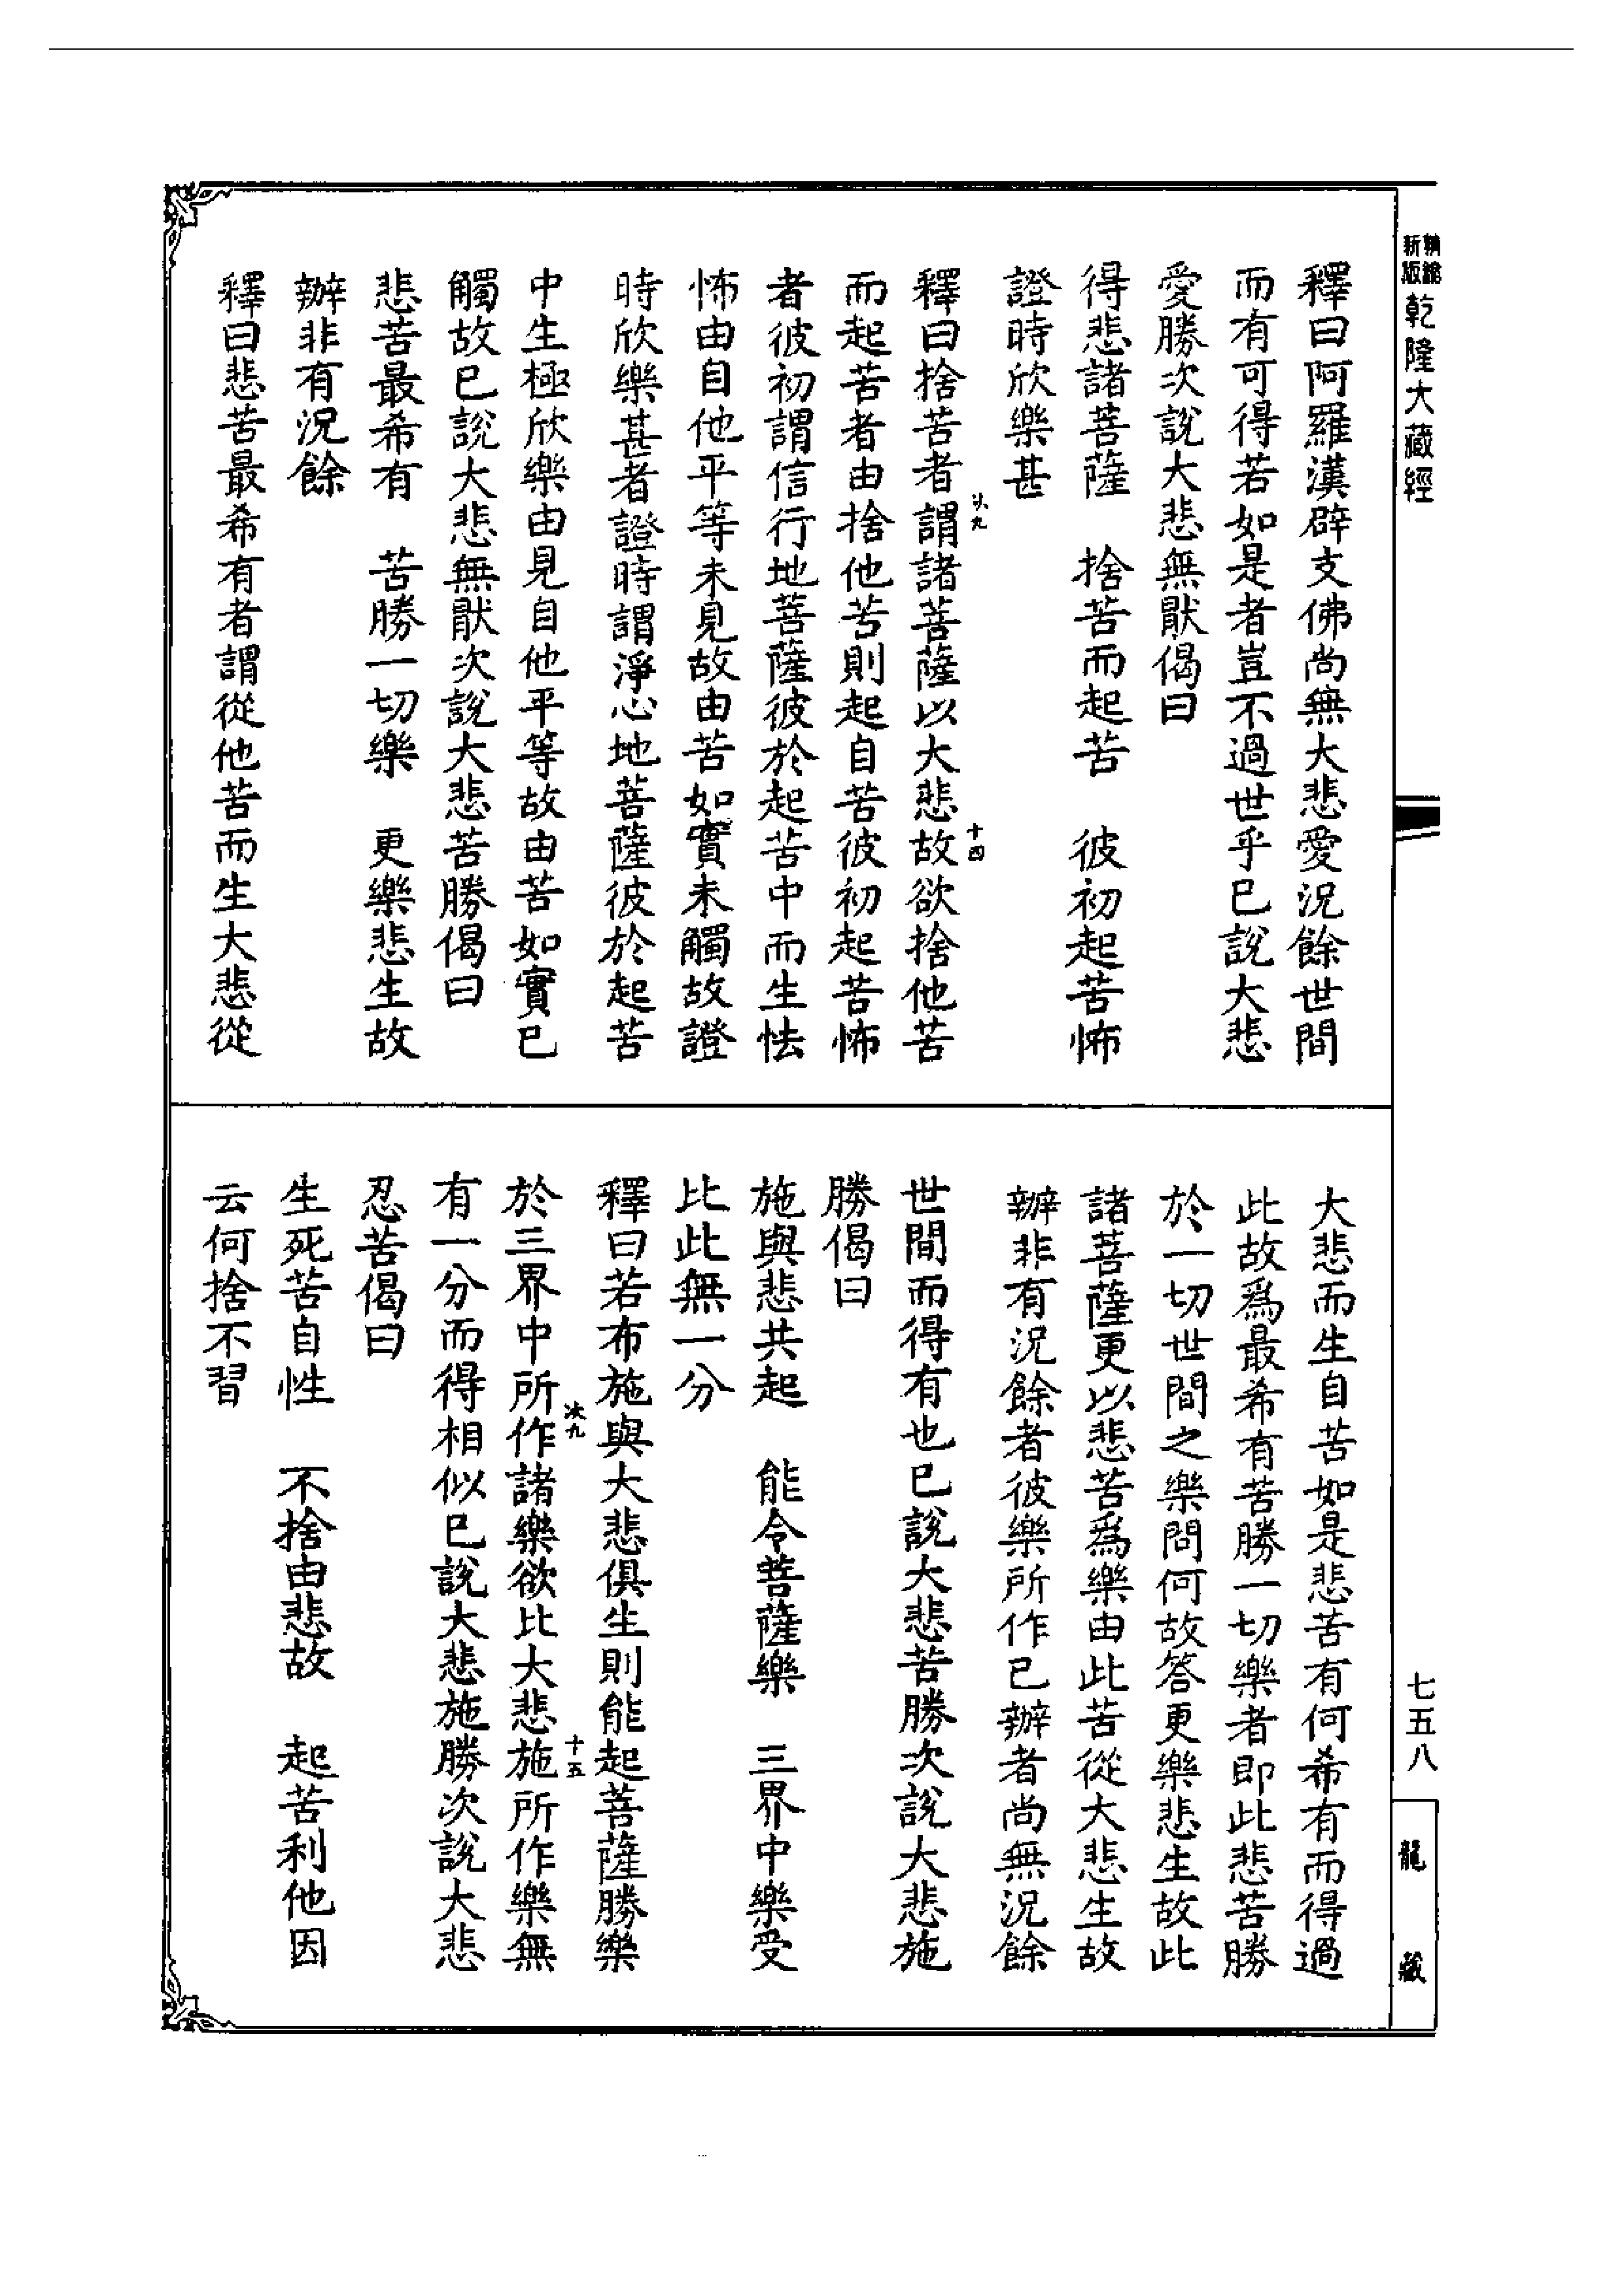 精繕新版乾隆大藏經
釋曰阿羅漢辟支佛尚無大悲愛況餘世間
而有可得若如是者豈不過世乎已說大悲
愛勝次說大悲無猒偈曰
得悲諸菩薩　捨苦而起苦　彼初起苦怖
證時欣樂甚
釋曰捨苦者謂諸菩薩以大悲故欲捨他苦
十四
而起苦者由捨他苦則起自苦彼初起苦怖
者彼初謂信行地菩薩彼於起苦中而生怯
怖由自他平等未見故由苦如實未觸故證
時欣樂甚者證時謂淨心地菩薩彼於起苦
中生極欣樂由見自他平等故由苦如實已
觸故已說大悲無猒次說大悲苦勝偈曰
悲苦最希有　苦勝一切樂　更樂悲生故
辦非有況餘
釋曰悲苦最希有者謂從他苦而生大悲從
大悲而生自苦如是悲苦有何希有而得過
此故爲最希有苦勝一切樂者即此悲苦勝
於一切世間之樂問何故答更樂悲生故此
諸菩薩更以悲苦爲樂由此苦從大悲生故
辦非有況餘者彼樂所作已辦者尚無況餘
世間而得有也已說大悲苦勝次說大悲施
勝偈曰
施與悲共起　能令菩薩樂　三界中樂受
比此無一分
釋曰若布施與大悲俱生則能起菩薩勝樂
於三界中所作諸樂欲比大悲施所作樂無
十五
有一分而得相似已說大悲施勝次說大悲
忍苦偈曰
生死苦自性　不捨由悲故　起苦利他因
云何捨不習
七五八
龍藏